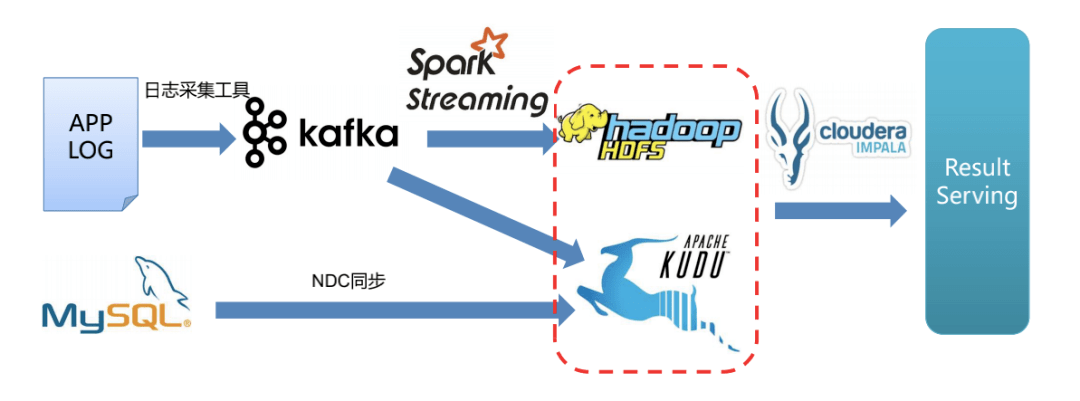 APP
LOG
日志采集工具
kafka
Spark
Streaming
hadoop
HDFS
cloudera
IMPALA
Result
Serving
APACHE
KUDU™
NDC同步
MySQL®